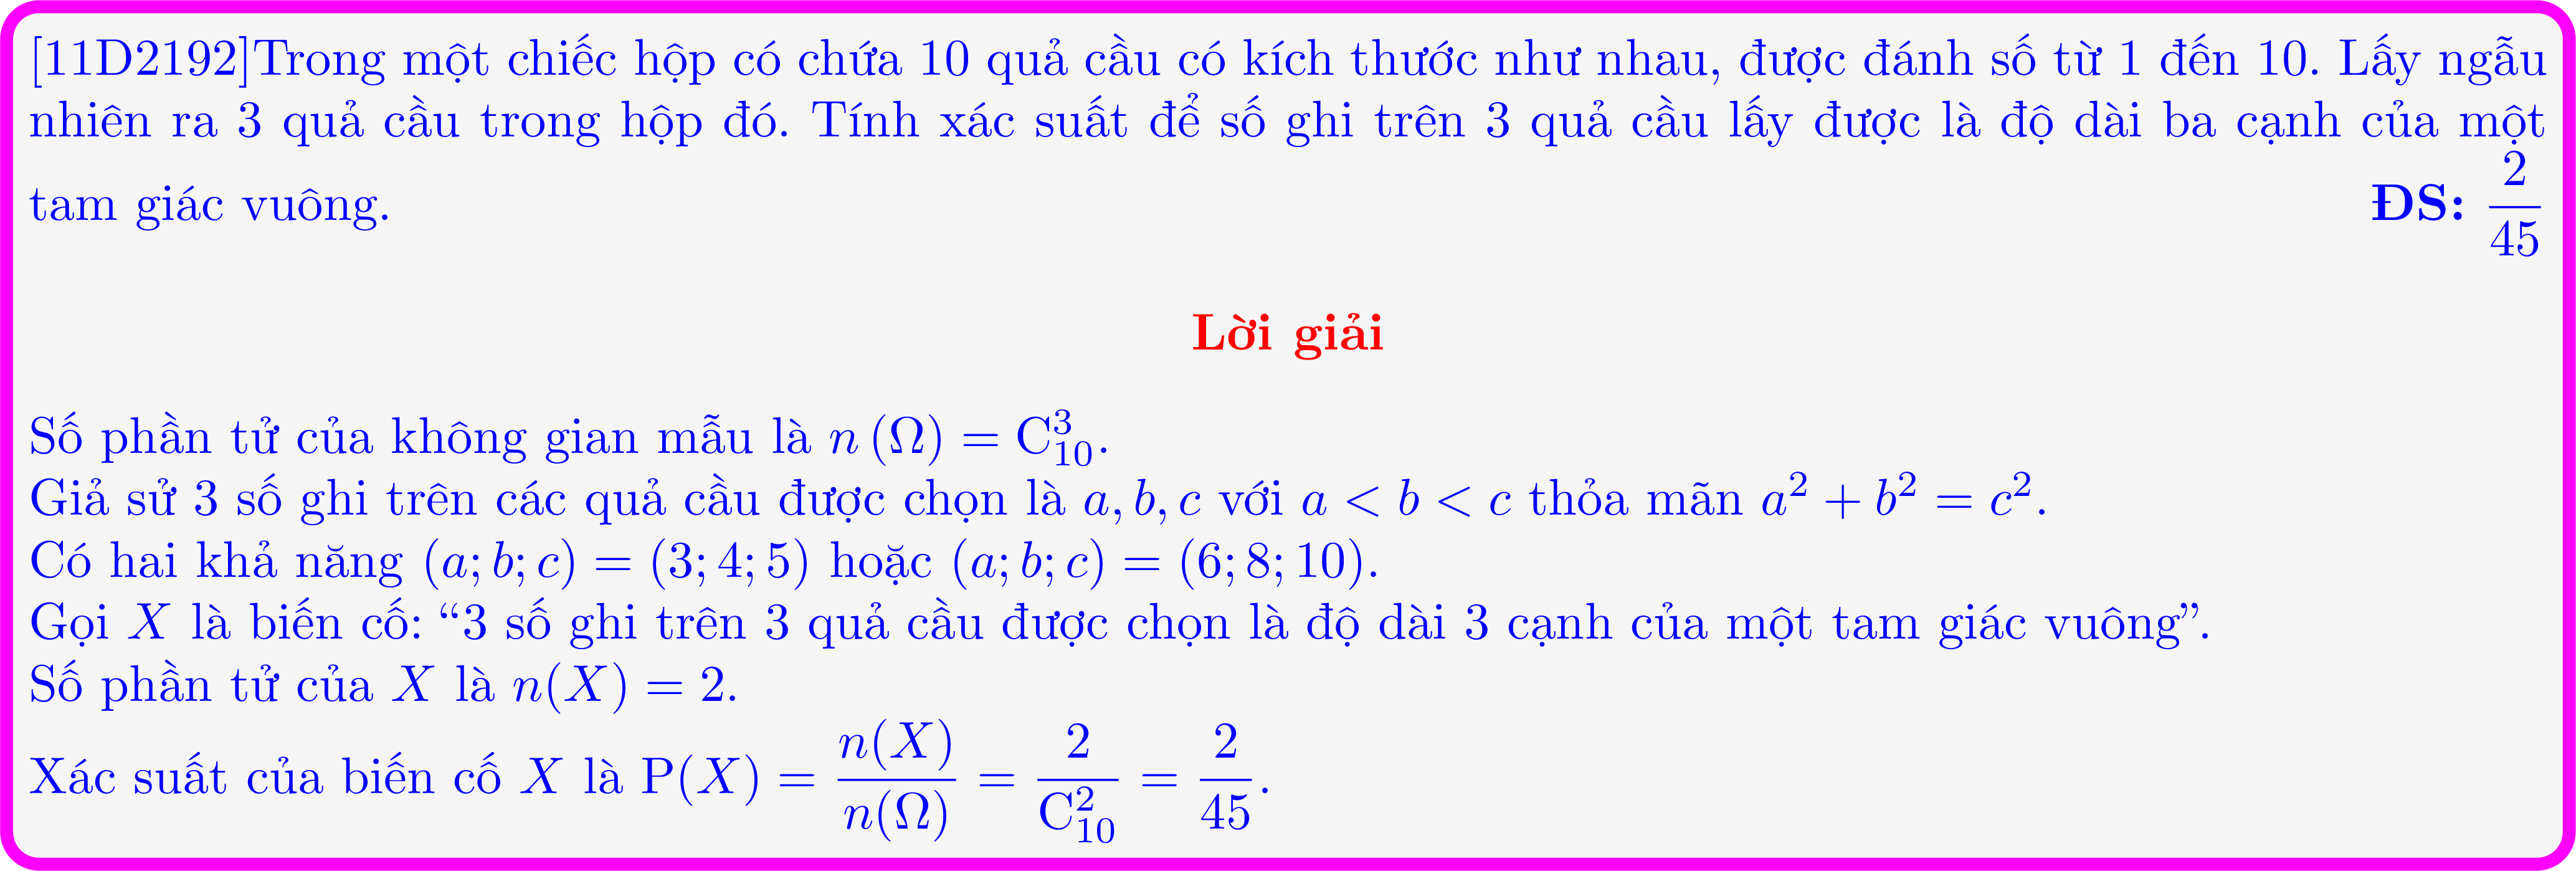 [11D2192]Trong một chiếc hộp có chứa 10 quả cầu có kích thước như nhau, được đánh số từ 1 đến 10. Lấy ngẫu
nhiên ra 3 quả cầu trong hộp đó. Tính xác suất để số ghi trên 3 quả cầu lấy được là độ dài ba cạnh của một
tam giác vuông. ĐS: $\dfrac{2}{45}$
Lời giải
Số phần tử của không gian mẫu là $n(\Omega) = \mathrm{C}_{10}^{3}$.
Giả sử 3 số ghi trên các quả cầu được chọn là $a, b, c$ với $a < b < c$ thỏa mãn $a^2 + b^2 = c^2$.
Có hai khả năng $(a; b; c) = (3; 4; 5)$ hoặc $(a; b; c) = (6; 8; 10)$.
Gọi $X$ là biến cố: “3 số ghi trên 3 quả cầu được chọn là độ dài 3 cạnh của một tam giác vuông”.
Số phần tử của $X$ là $n(X) = 2$.
Xác suất của biến cố $X$ là $\mathrm{P}(X) = \dfrac{n(X)}{n(\Omega)} = \dfrac{2}{\mathrm{C}_{10}^{2}} = \dfrac{2}{45}$.